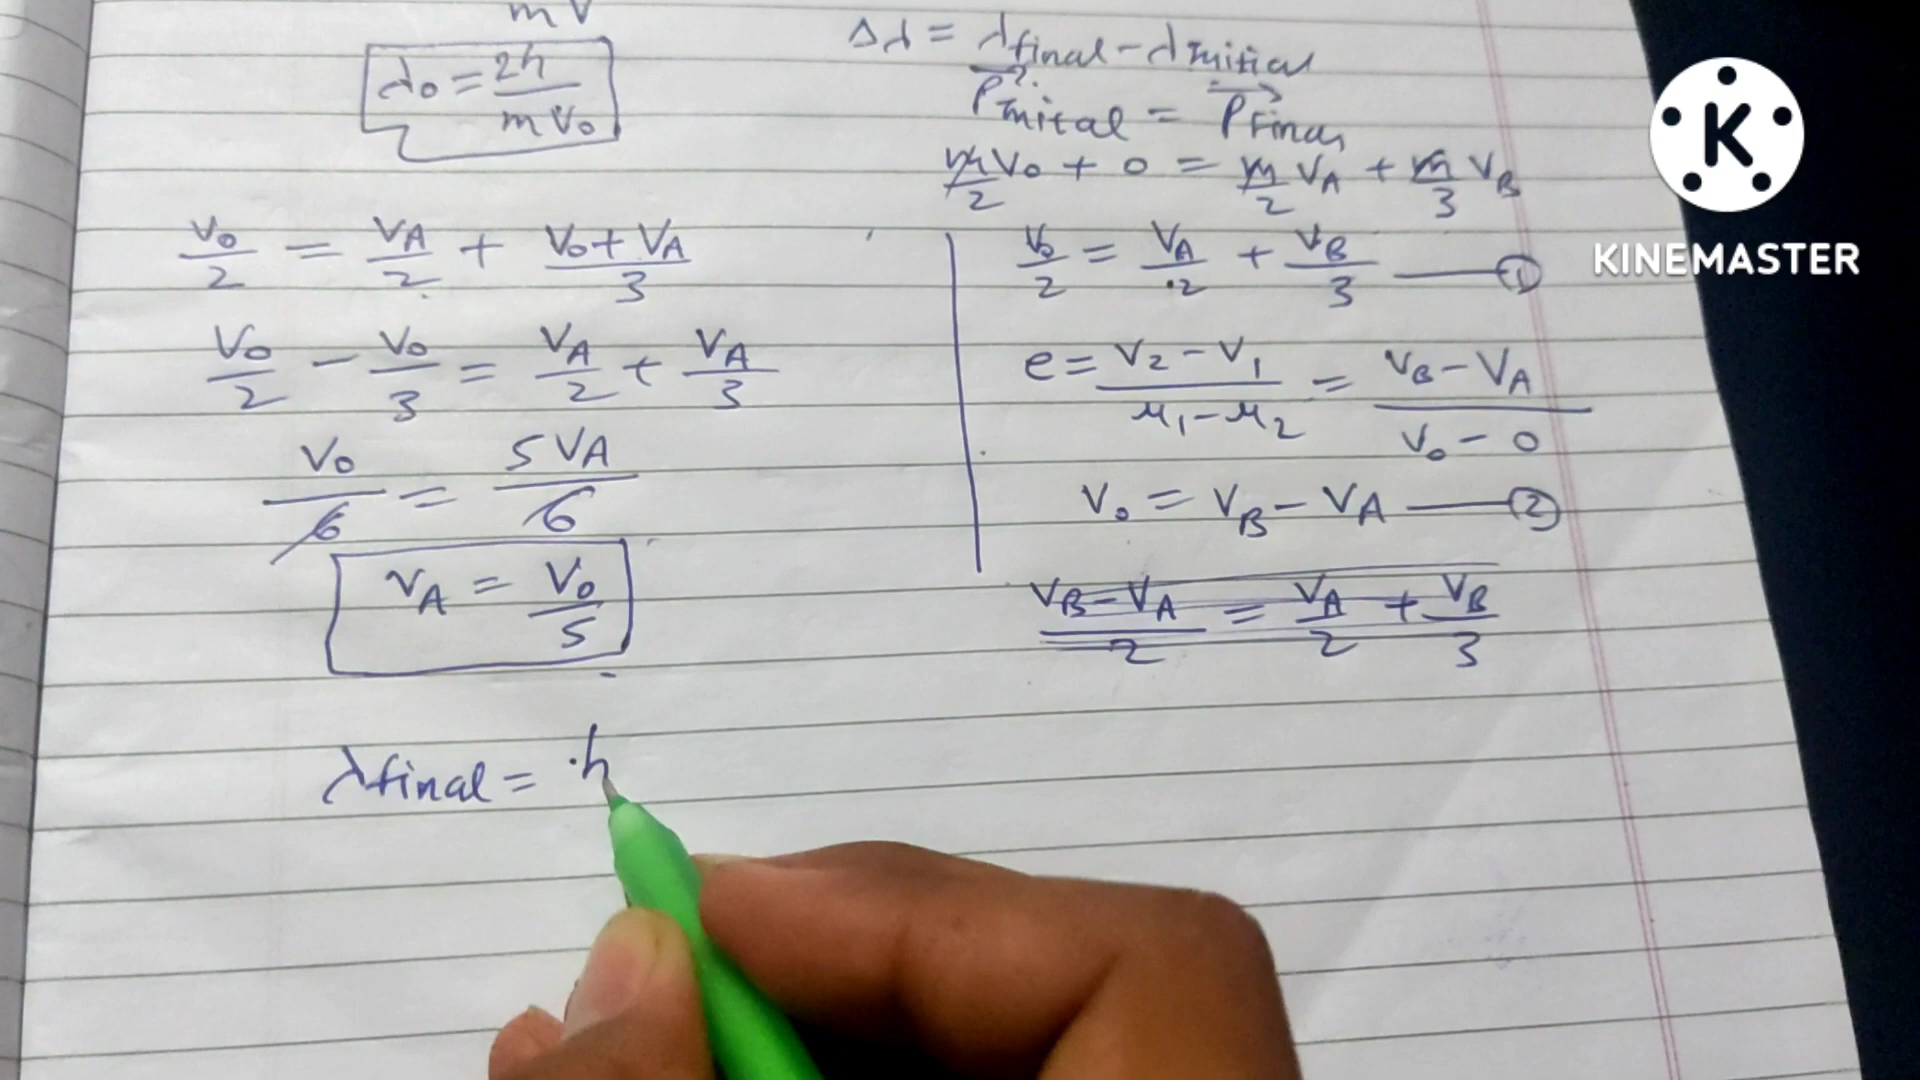 mV
λ₀ = 2h / mV₀
Δλ = λfinal - λInitial
PInitial = PFinal
m/2 V₀ + 0 = m/2 VA + m/3 VB
V₀/2 = VA/2 + VB/3 — ①
e = V₂ - V₁ / u₁ - u₂ = VB - VA / V₀ - 0
V₀ = VB - VA — ②
VB - VA / 2 = VA/2 + VB/3
V₀/2 = VA/2 + V₀ + VA / 3
V₀/2 - V₀/3 = VA/2 + VA/3
V₀/6 = 5VA/6
VA = V₀/5
λfinal = h
K
KINEMASTER